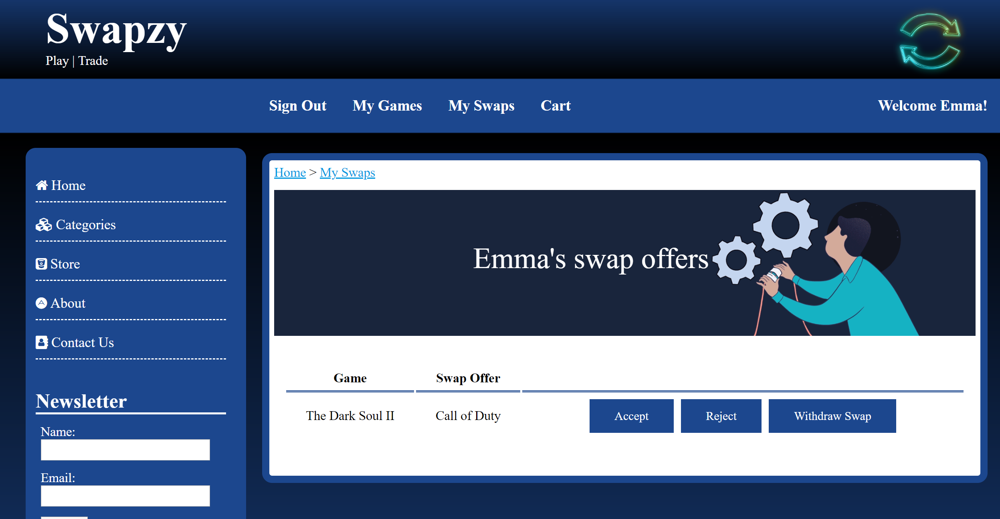 Swapzy
Play | Trade
Sign Out My Games My Swaps Cart Welcome Emma!
Home
Categories
Store
About
Contact Us
Newsletter
Name:
Email:
Home > My Swaps
Emma's swap offers
Game Swap Offer
The Dark Soul II Call of Duty Accept Reject Withdraw Swap